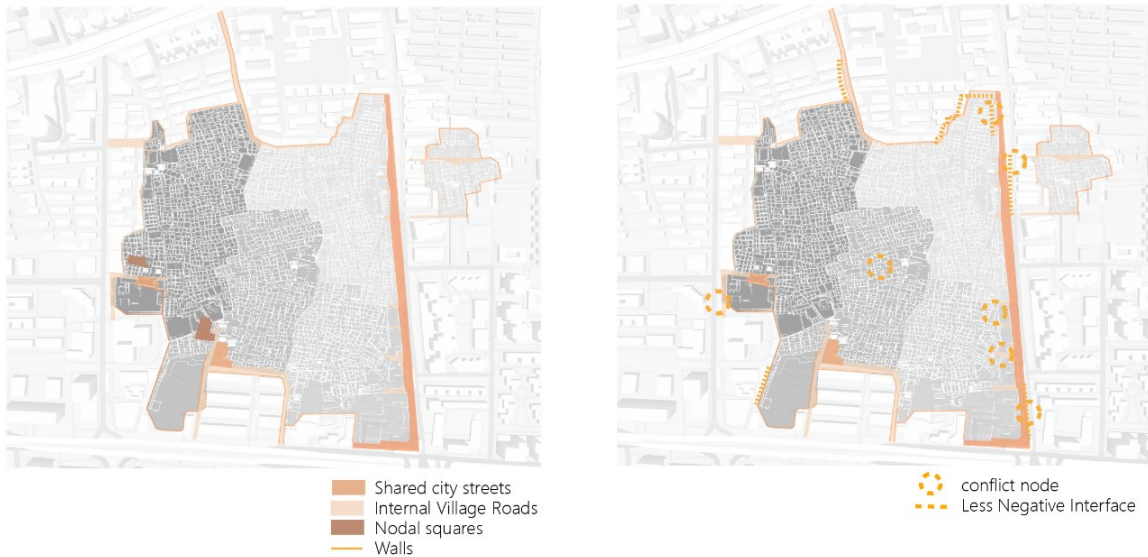 Shared city streets
Internal Village Roads
Nodal squares
Walls
conflict node
Less Negative Interface